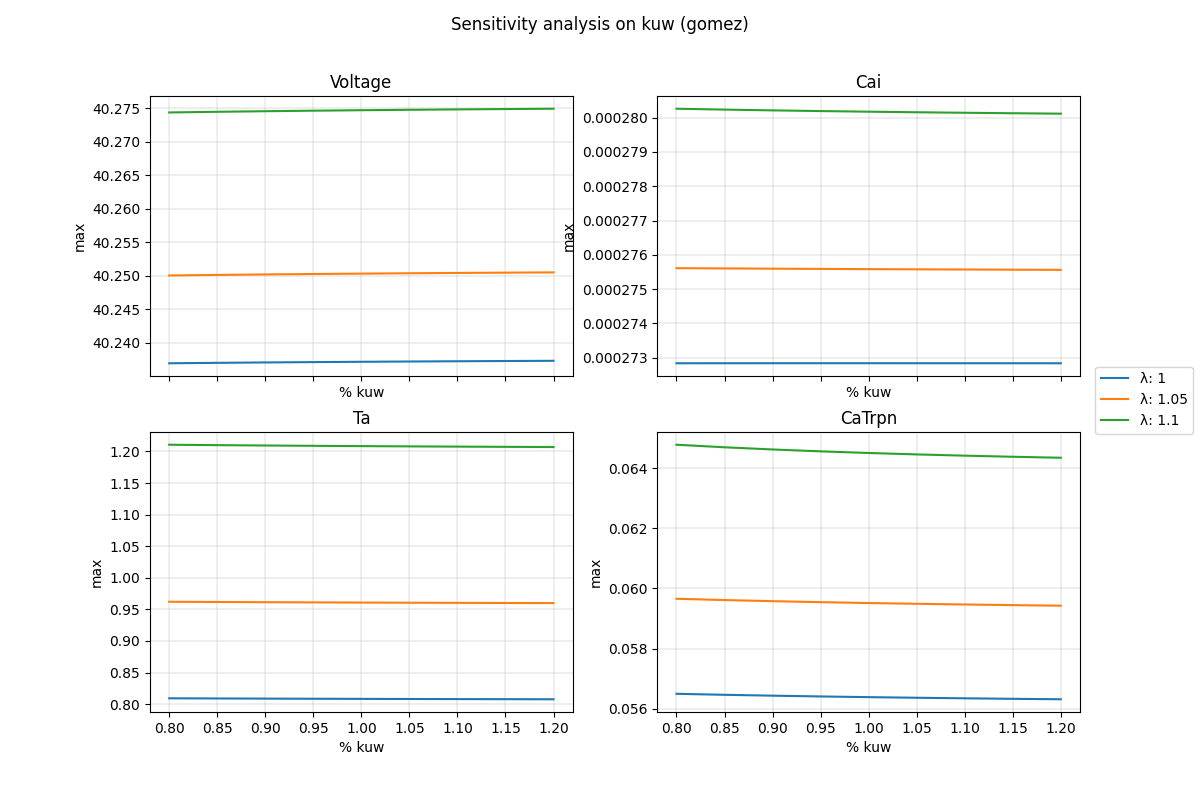 Sensitivity analysis on kuw (gomez)
Voltage
40.275
40.270
40.265
40.260
40.255
40.250
40.245
40.240
max
% kuw
Cai
0.000280
0.000279
0.000278
0.000277
0.000276
0.000275
0.000274
0.000273
max
% kuw
λ: 1
λ: 1.05
λ: 1.1
Ta
1.20
1.15
1.10
1.05
1.00
0.95
0.90
0.85
0.80
max
0.80 0.85 0.90 0.95 1.00 1.05 1.10 1.15 1.20
% kuw
CaTrpn
0.064
0.062
0.060
0.058
0.056
max
0.80 0.85 0.90 0.95 1.00 1.05 1.10 1.15 1.20
% kuw